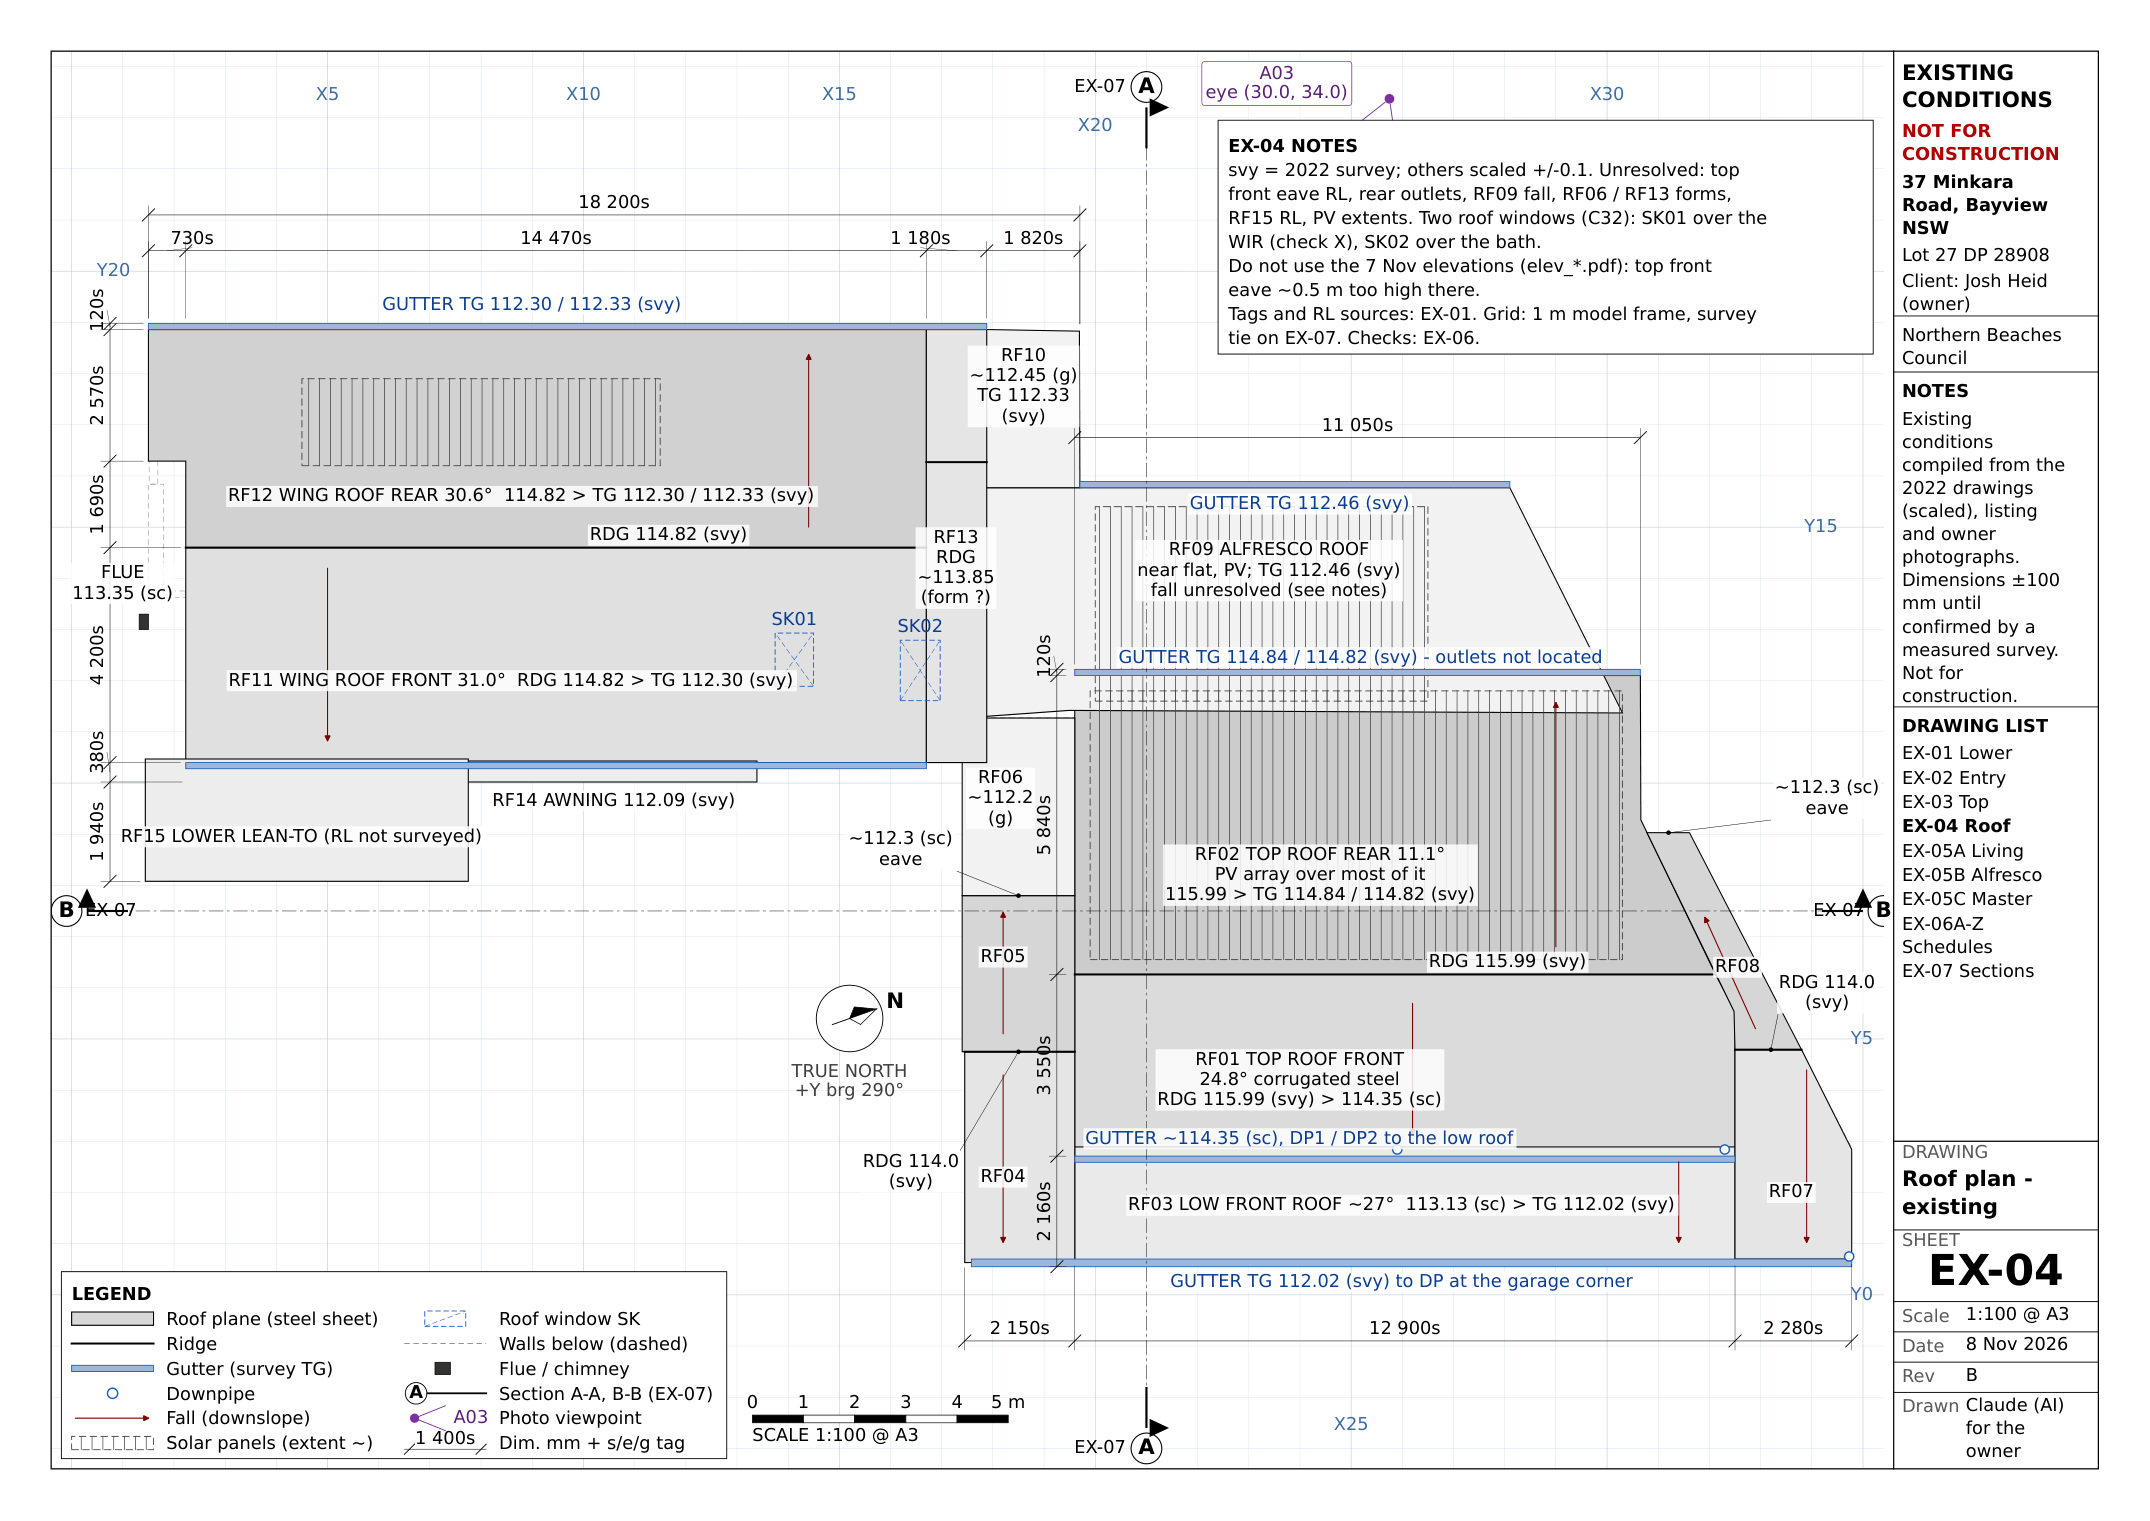 X5
X10
X15
EX-07
A
X20
A03
eye (30.0, 34.0)
X30
EX-04 NOTES
svy = 2022 survey; others scaled +/-0.1. Unresolved: top
front eave RL, rear outlets, RF09 fall, RF06 / RF13 forms,
RF15 RL, PV extents. Two roof windows (C32): SK01 over the
WIR (check X), SK02 over the bath.
Do not use the 7 Nov elevations (elev_*.pdf): top front
eave ~0.5 m too high there.
Tags and RL sources: EX-01. Grid: 1 m model frame, survey
tie on EX-07. Checks: EX-06.
18 200s
730s
14 470s
1 180s
1 820s
Y20
120s
GUTTER TG 112.30 / 112.33 (svy)
2 570s
RF10
~112.45 (g)
TG 112.33
(svy)
11 050s
1 690s
RF12 WING ROOF REAR 30.6°  114.82 > TG 112.30 / 112.33 (svy)
RDG 114.82 (svy)
GUTTER TG 112.46 (svy)
Y15
RF09 ALFRESCO ROOF
near flat, PV; TG 112.46 (svy)
fall unresolved (see notes)
RF13
RDG
~113.85
(form ?)
FLUE
113.35 (sc)
SK01
SK02
4 200s
120s
GUTTER TG 114.84 / 114.82 (svy) - outlets not located
RF11 WING ROOF FRONT 31.0°  RDG 114.82 > TG 112.30 (svy)
380s
RF14 AWNING 112.09 (svy)
1 940s
RF15 LOWER LEAN-TO (RL not surveyed)
RF06
~112.2
(g)
5 840s
~112.3 (sc)
eave
~112.3 (sc)
eave
RF02 TOP ROOF REAR 11.1°
PV array over most of it
115.99 > TG 114.84 / 114.82 (svy)
B
EX-07
EX-07
B
RF05
RDG 115.99 (svy)
RF08
RDG 114.0
(svy)
N
TRUE NORTH
+Y brg 290°
Y5
3 550s
RF01 TOP ROOF FRONT
24.8° corrugated steel
RDG 115.99 (svy) > 114.35 (sc)
GUTTER ~114.35 (sc), DP1 / DP2 to the low roof
RDG 114.0
(svy)
RF04
2 160s
RF03 LOW FRONT ROOF ~27°  113.13 (sc) > TG 112.02 (svy)
RF07
GUTTER TG 112.02 (svy) to DP at the garage corner
Y0
2 150s
12 900s
2 280s
LEGEND
Roof plane (steel sheet)
Ridge
Gutter (survey TG)
Downpipe
Fall (downslope)
Solar panels (extent ~)
Roof window SK
Walls below (dashed)
Flue / chimney
A
Section A-A, B-B (EX-07)
A03
Photo viewpoint
1 400s
Dim. mm + s/e/g tag
0 1 2 3 4 5 m
SCALE 1:100 @ A3
X25
EX-07
A
EXISTING
CONDITIONS
NOT FOR
CONSTRUCTION
37 Minkara
Road, Bayview
NSW
Lot 27 DP 28908
Client: Josh Heid
(owner)
Northern Beaches
Council
NOTES
Existing
conditions
compiled from the
2022 drawings
(scaled), listing
and owner
photographs.
Dimensions ±100
mm until
confirmed by a
measured survey.
Not for
construction.
DRAWING LIST
EX-01 Lower
EX-02 Entry
EX-03 Top
EX-04 Roof
EX-05A Living
EX-05B Alfresco
EX-05C Master
EX-06A-Z
Schedules
EX-07 Sections
DRAWING
Roof plan -
existing
SHEET
EX-04
Scale 1:100 @ A3
Date 8 Nov 2026
Rev B
Drawn Claude (AI)
for the
owner